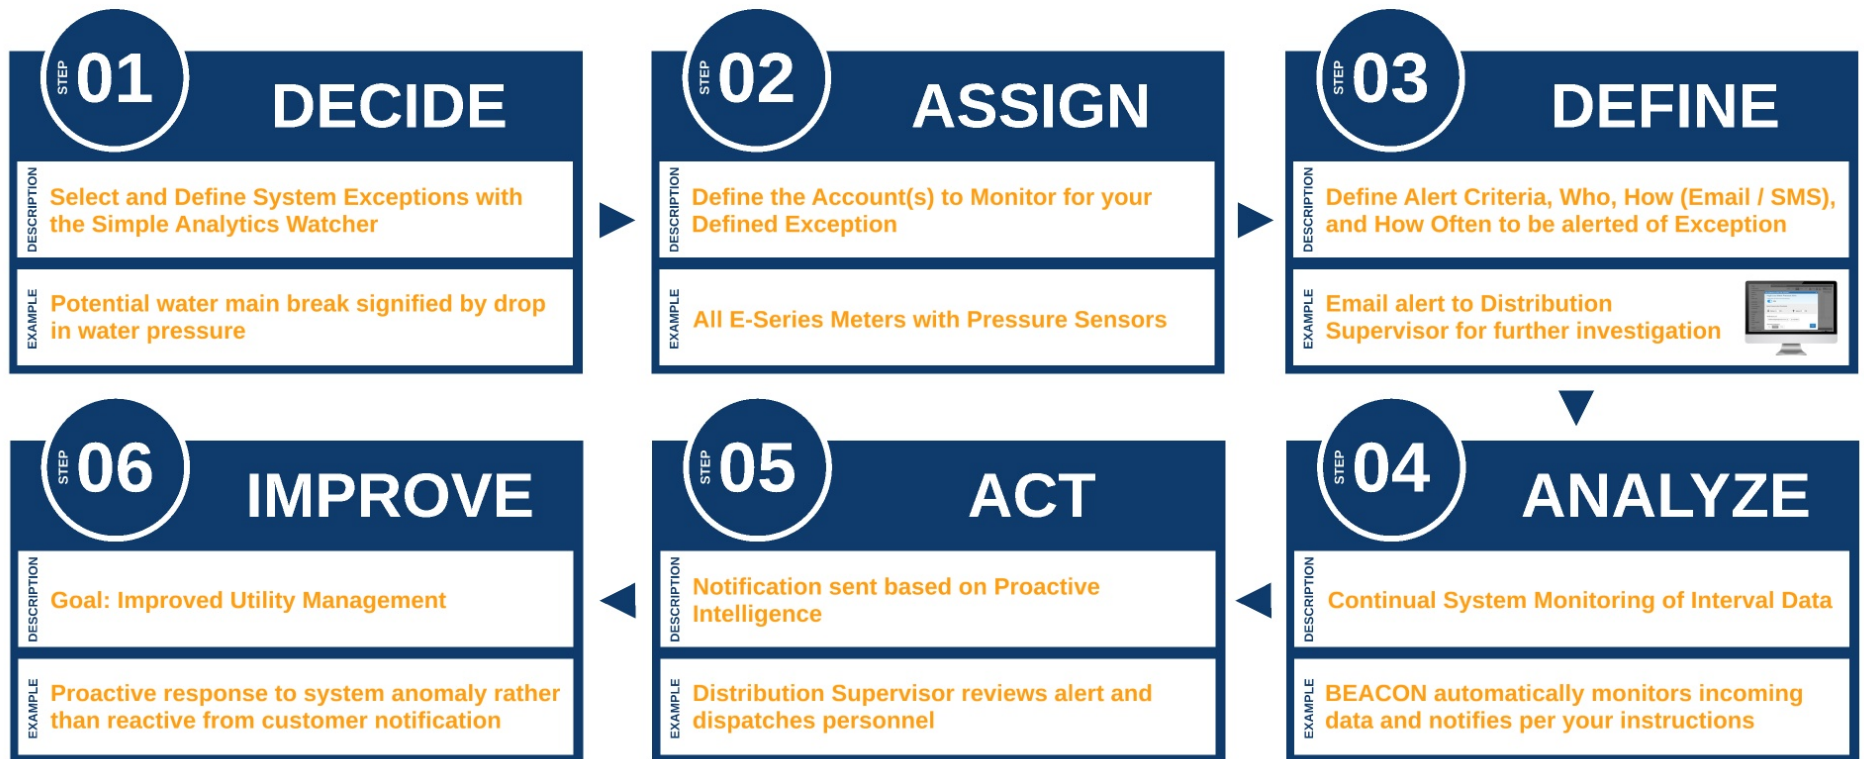 STEP 01
DECIDE
DESCRIPTION
Select and Define System Exceptions with
the Simple Analytics Watcher
EXAMPLE
Potential water main break signified by drop
in water pressure
STEP 02
ASSIGN
DESCRIPTION
Define the Account(s) to Monitor for your
Defined Exception
EXAMPLE
All E-Series Meters with Pressure Sensors
STEP 03
DEFINE
DESCRIPTION
Define Alert Criteria, Who, How (Email / SMS),
and How Often to be alerted of Exception
EXAMPLE
Email alert to Distribution
Supervisor for further investigation
STEP 04
ANALYZE
DESCRIPTION
Continual System Monitoring of Interval Data
EXAMPLE
BEACON automatically monitors incoming
data and notifies per your instructions
STEP 05
ACT
DESCRIPTION
Notification sent based on Proactive
Intelligence
EXAMPLE
Distribution Supervisor reviews alert and
dispatches personnel
STEP 06
IMPROVE
DESCRIPTION
Goal: Improved Utility Management
EXAMPLE
Proactive response to system anomaly rather
than reactive from customer notification